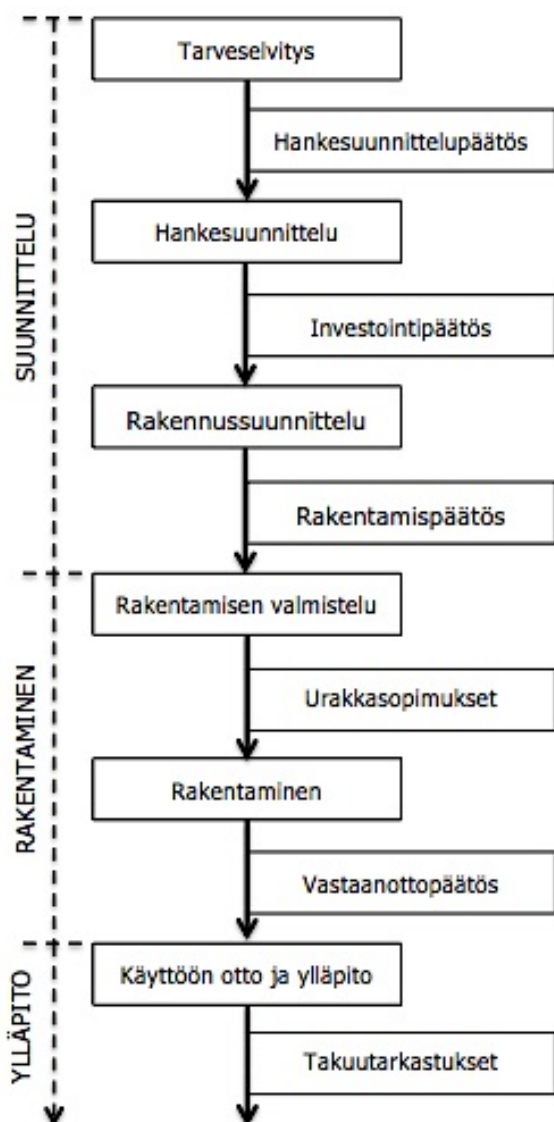 Tarveselvitys
Hankesuunnittelupäätös
SUUNNITTELU
Hankesuunnittelu
Investointipäätös
Rakennussuunnittelu
Rakentamispäätös
Rakentamisen valmistelu
Urakkasopimukset
RAKENTAMINEN
Rakentaminen
Vastaanottopäätös
Käyttöön otto ja ylläpito
YLLÄPITO
Takuutarkastukset